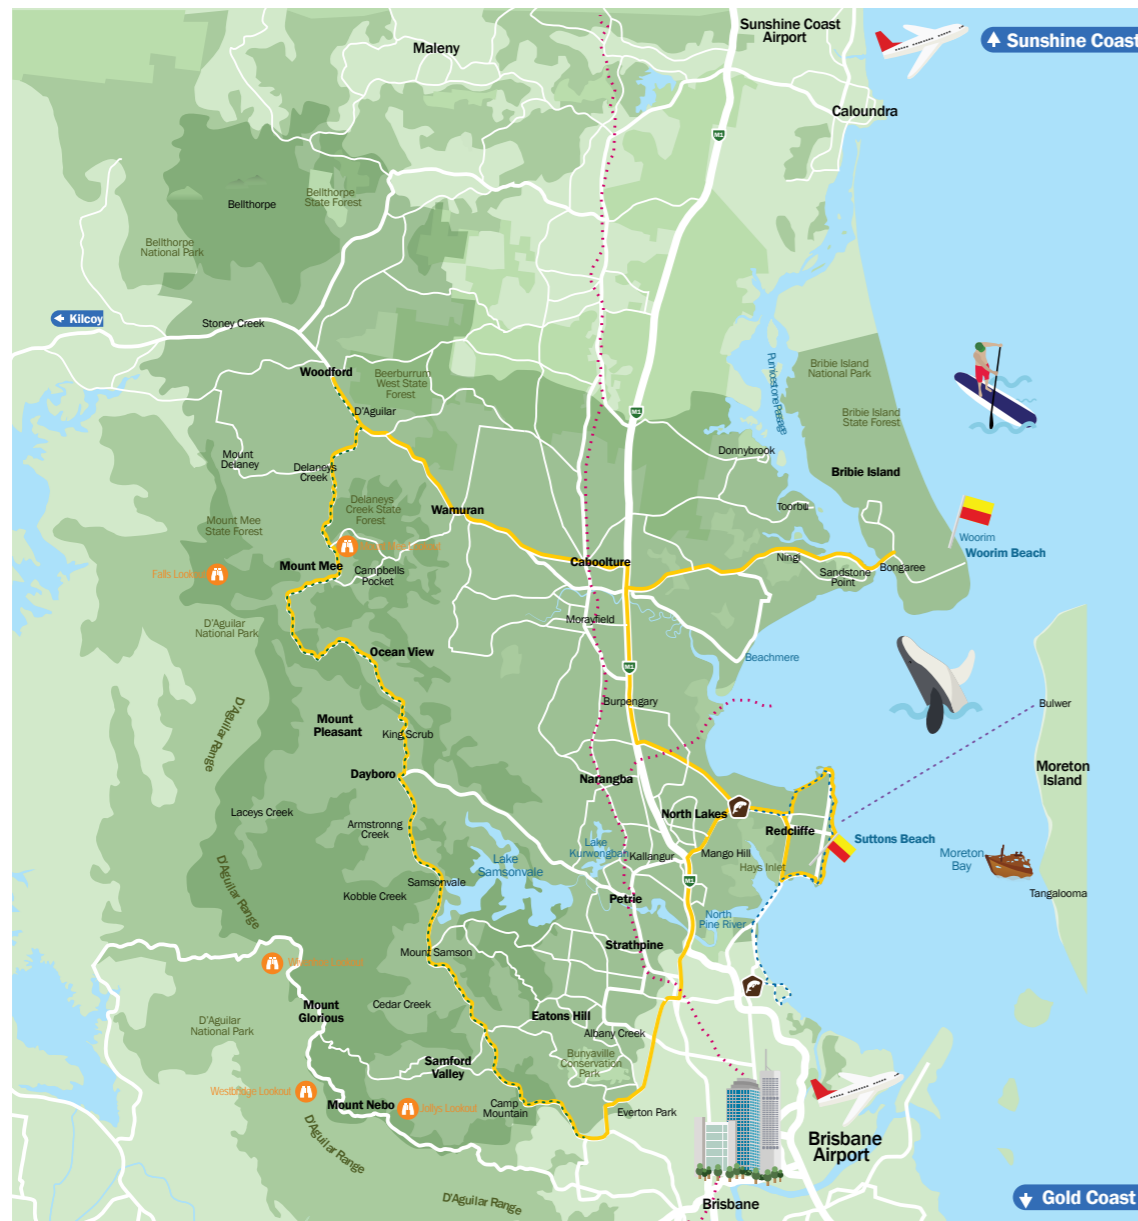 Sunshine Coast
Airport
Sunshine Coast
Maleny
Caloundra
M1
Bellthorpe
State Forest
Bellthorpe
Bellthorpe
National Park
Kilcoy
Stoney Creek
Woodford
Beerburrum
West State
Forest
D'Aguilar
Bribie Island
National Park
Pumicestone Passage
Bribie Island
State Forest
M1
Mount
Delaney
Delaneys
Creek
Donnybrook
Bribie Island
Delaneys
Creek State
Forest
Wamuran
Toorbul
Mount Mee
State Forest
Woorim
Woorim Beach
Falls Lookout
Mount Mee
Campbells
Pocket
Caboolture
Ningi
Sandstone
Point
Bongaree
D'Aguilar
National Park
Morayfield
Ocean View
Beachmere
M1
D'Aguilar Range
Mount
Pleasant
King Scrub
Burpengary
Bulwer
Dayboro
Narangba
Moreton
Island
Laceys Creek
Armstronng
Creek
North Lakes
Redcliffe
Suttons Beach
Lake
Samsonvale
Lake
Kurwongbah
Kallangur
Mango Hill
Hays Inlet
Moreton
Bay
M1
D'Aguilar Range
Kobble Creek
Samsonvale
Petrie
Tangalooma
North
Pine River
Mount Samson
Strathpine
Mount
Glorious
Cedar Creek
Eatons Hill
D'Aguilar
National Park
Albany Creek
Samford
Valley
Bunyaville
Conservation
Park
Westbridge Lookout
Mount Nebo
Jollys Lookout
Camp
Mountain
Everton Park
D'Aguilar Range
Brisbane
Airport
D'Aguilar Range
Brisbane
Gold Coast